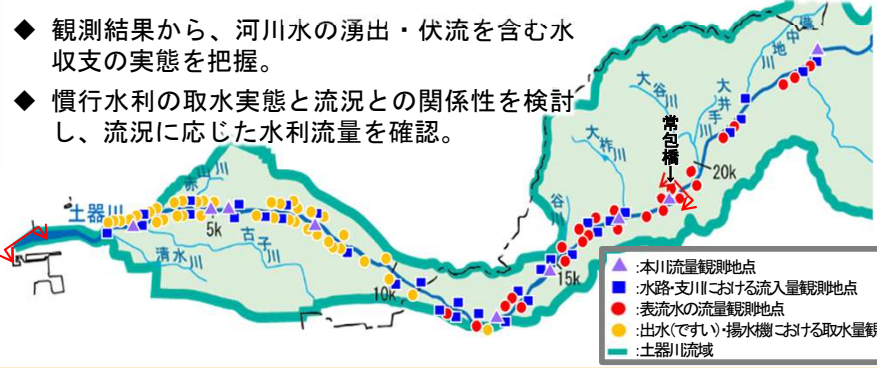 ◆ 観測結果から、河川水の湧出・伏流を含む水
収支の実態を把握。
◆ 慣行水利の取水実態と流況との関係性を検討
し、流況に応じた水利流量を確認。
中地川
備
大井手川
大谷川
大柞川
常包橋→
20k
谷川
赤山川
土器川
5k
古子川
清水川
10k
15k
:本川流量観測地点
:水路・支川における流入量観測地点
:表流水の流量観測地点
:出水(ですい)・揚水機における取水量観
:土器川流域